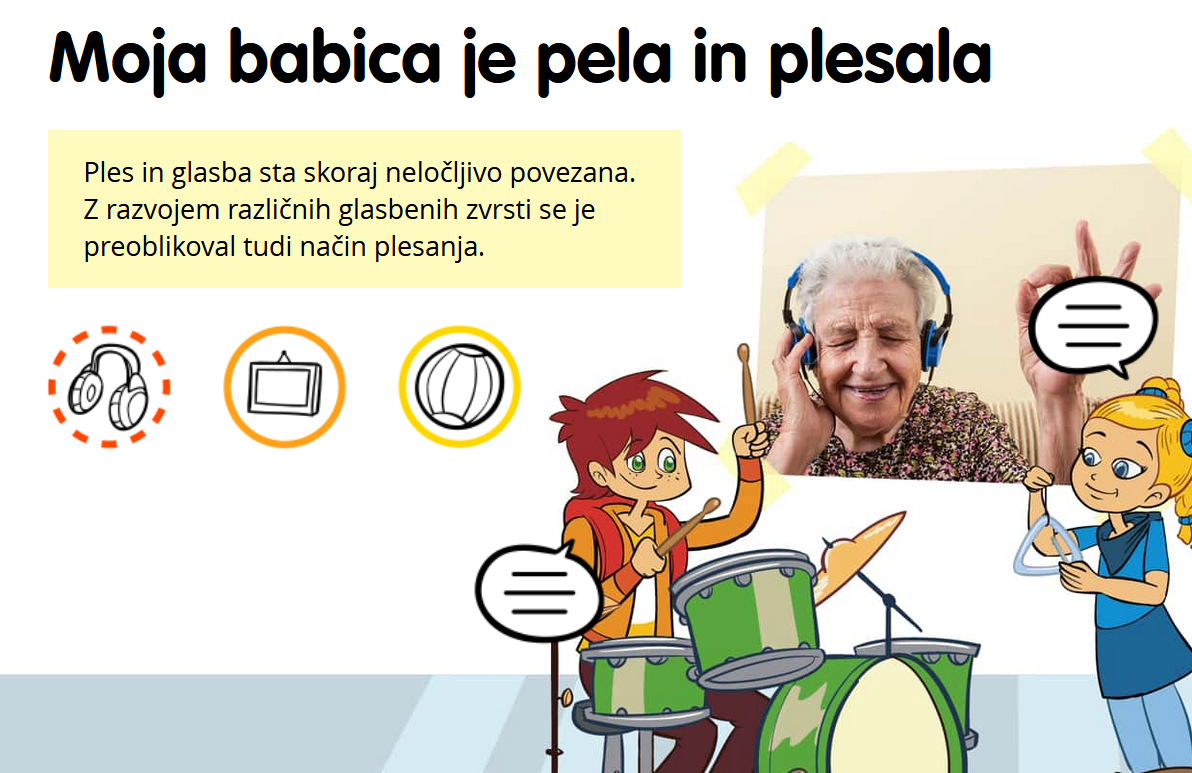 Moja babica je pela in plesala
Ples in glasba sta skoraj neločljivo povezana.
Z razvojem različnih glasbenih zvrsti se je
preoblikoval tudi način plesanja.